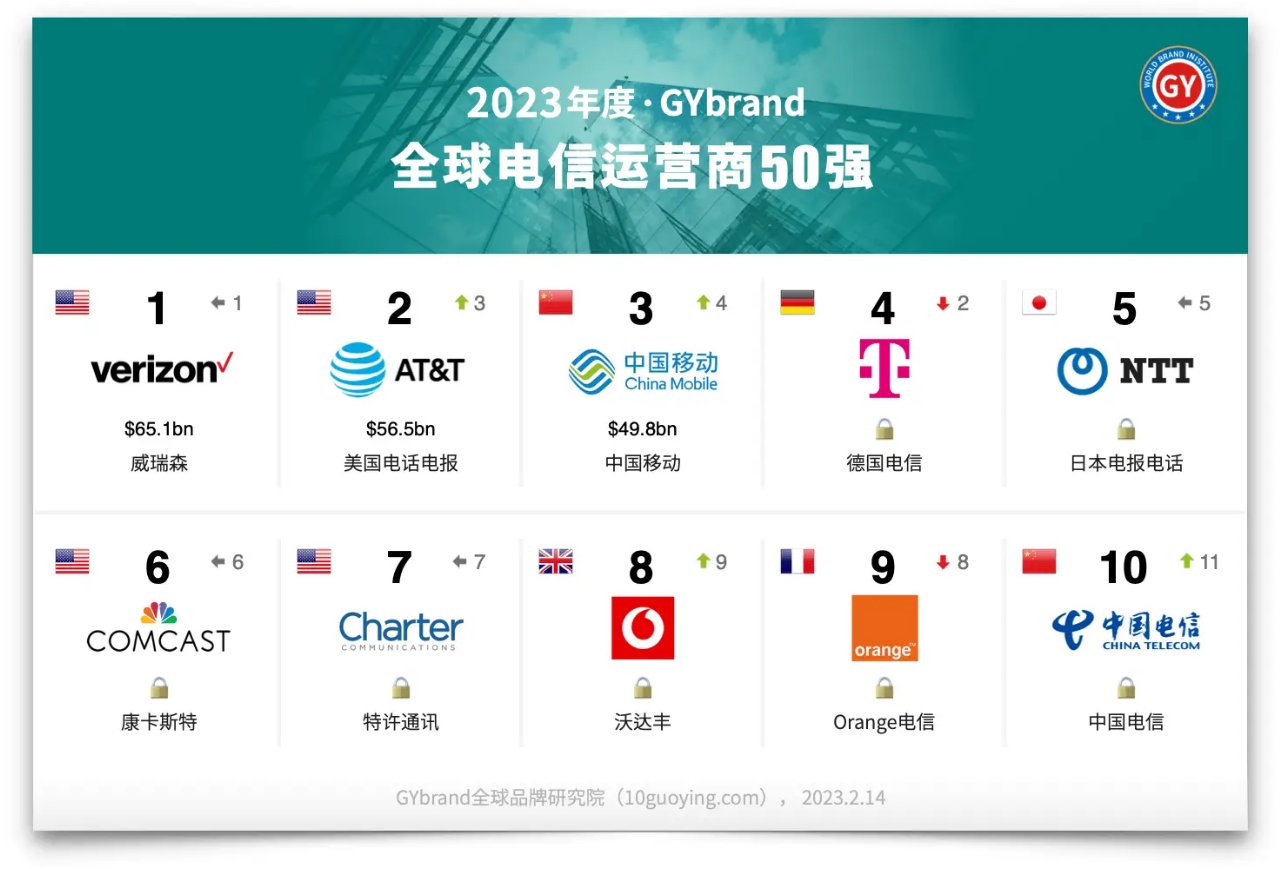 2023年度·GYbrand
全球电信运营商50强
WORLD BRAND INISTITUTE
GY
1
1
verizon
$65.1bn
威瑞森
2
3
AT&T
$56.5bn
美国电话电报
3
4
中国移动
China Mobile
$49.8bn
中国移动
4
2
T
德国电信
5
5
NTT
日本电报电话
6
6
COMCAST
康卡斯特
7
7
Charter
COMMUNICATIONS
特许通讯
8
9
沃达丰
9
8
orange™
Orange电信
10
11
中国电信
CHINA TELECOM
中国电信
GYbrand全球品牌研究院（10guoying.com）， 2023.2.14